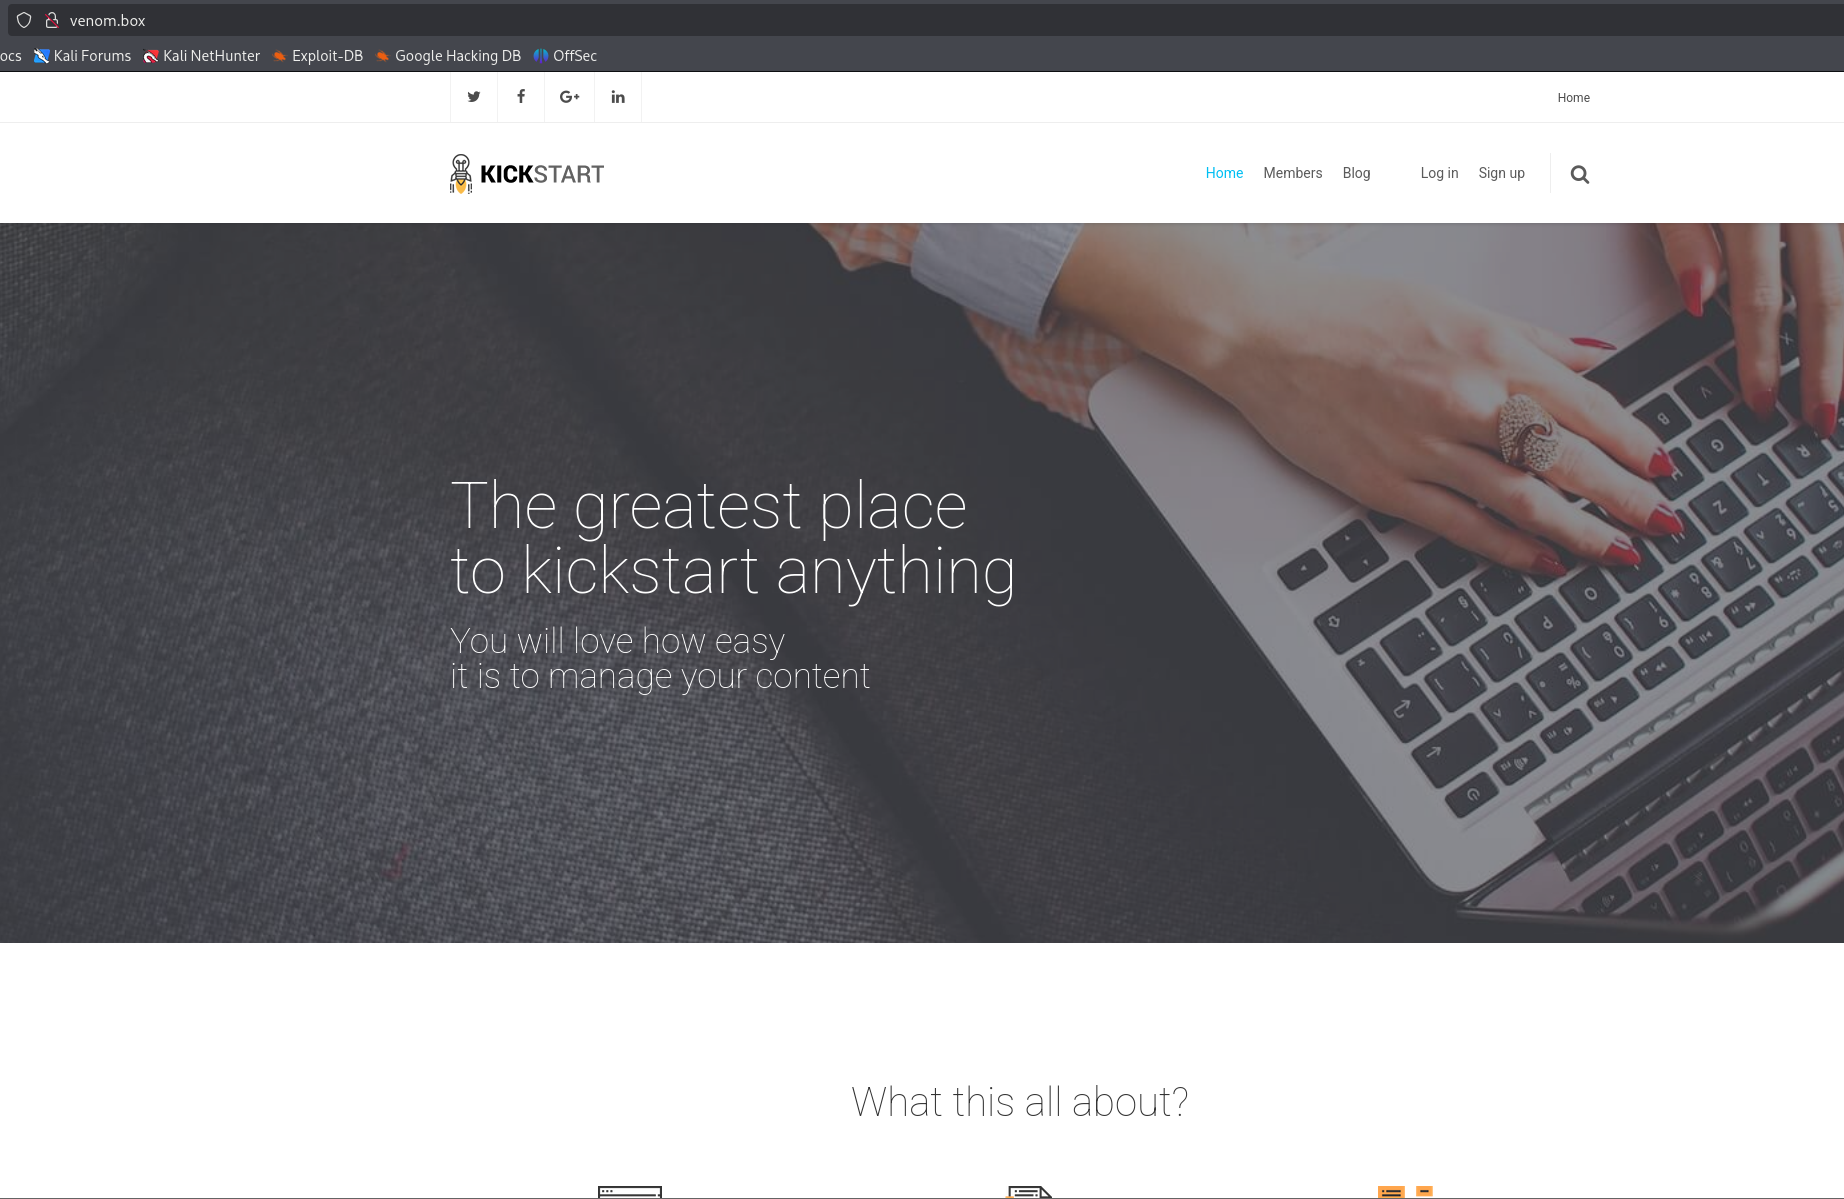 venom.box
ocs Kali Forums Kali NetHunter Exploit-DB Google Hacking DB OffSec
G+ in Home
KICKSTART
Home Members Blog Log in Sign up
The greatest place
to kickstart anything
You will love how easy
it is to manage your content
What this all about?